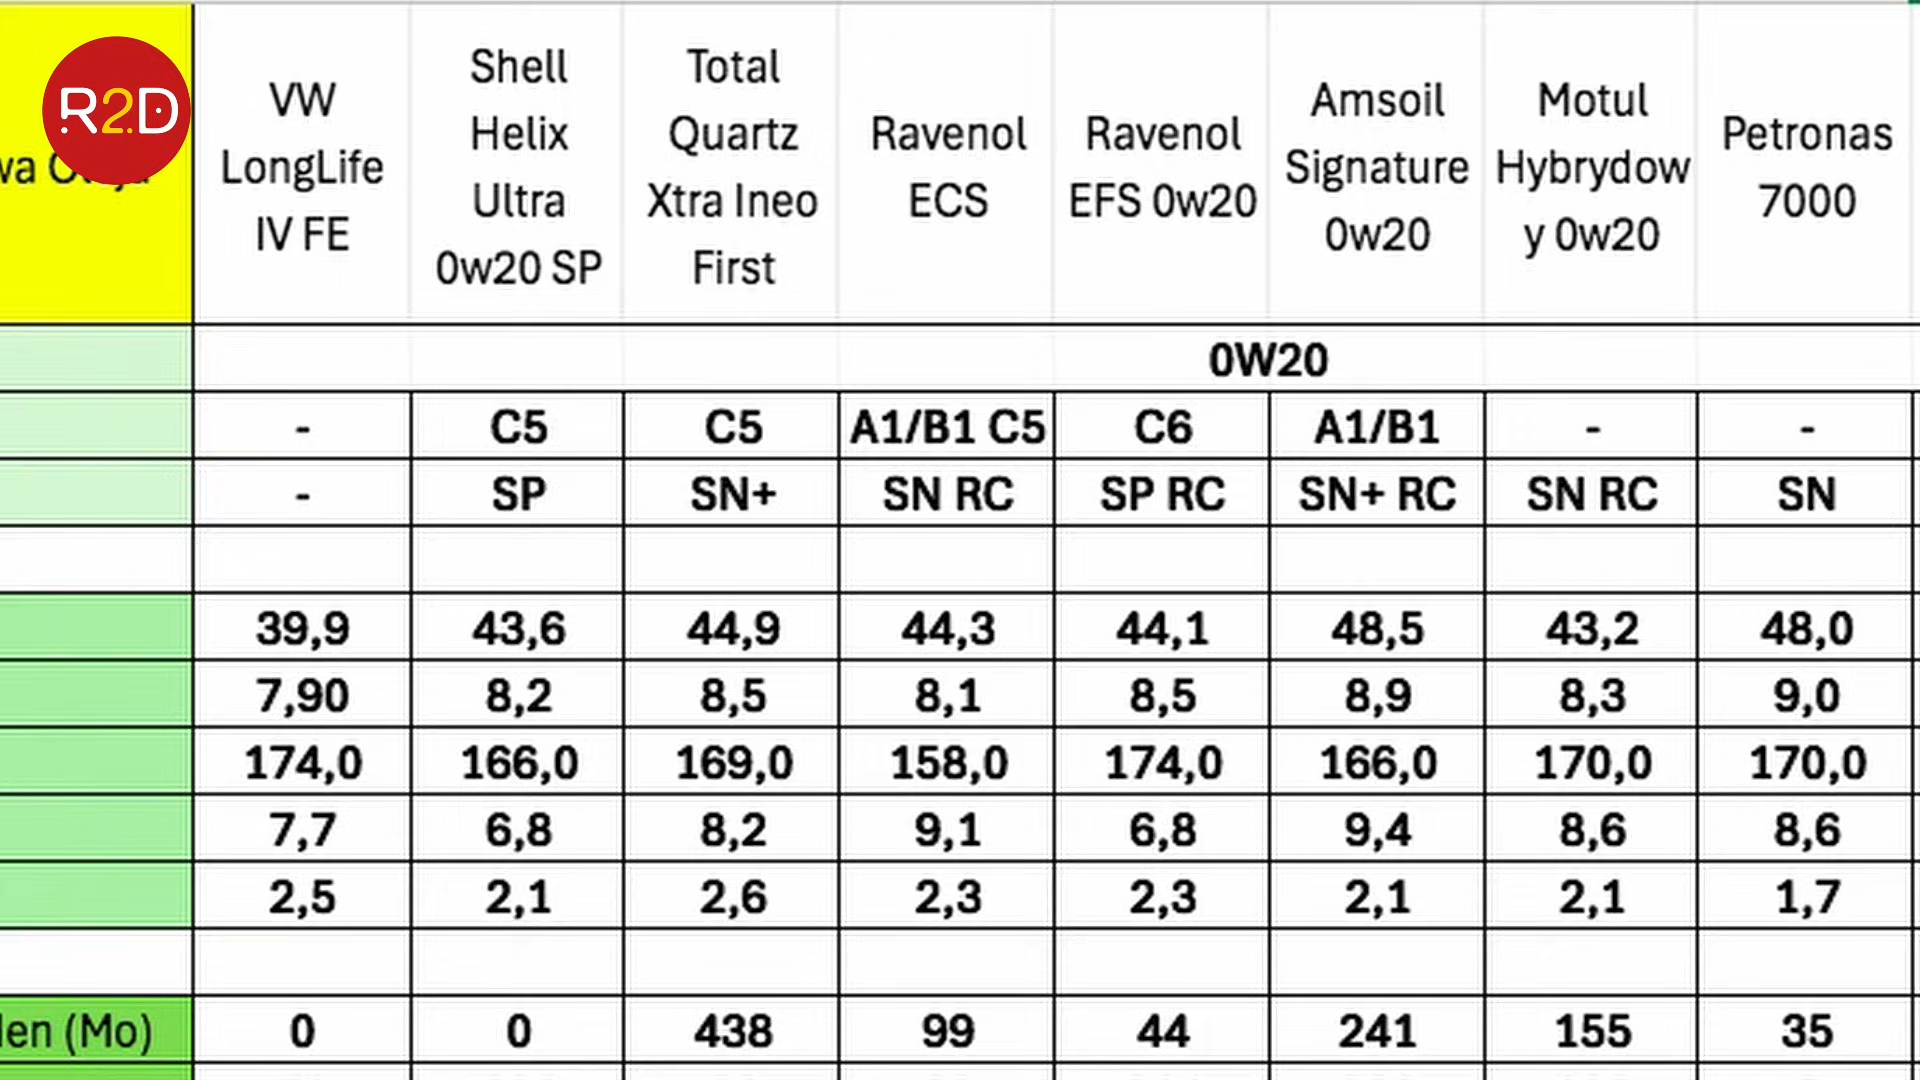 R2D
VW LongLife IV FE
Shell Helix Ultra 0w20 SP
Total Quartz Xtra Ineo First
Ravenol ECS
Ravenol EFS 0w20
Amsoil Signature 0w20
Motul Hybrydowy 0w20
Petronas 7000
0W20
- C5 C5 A1/B1 C5 C6 A1/B1 - -
- SP SN+ SN RC SP RC SN+ RC SN RC SN
39,9 43,6 44,9 44,3 44,1 48,5 43,2 48,0
7,90 8,2 8,5 8,1 8,5 8,9 8,3 9,0
174,0 166,0 169,0 158,0 174,0 166,0 170,0 170,0
7,7 6,8 8,2 9,1 6,8 9,4 8,6 8,6
2,5 2,1 2,6 2,3 2,3 2,1 2,1 1,7
(Mo) 0 0 438 99 44 241 155 35